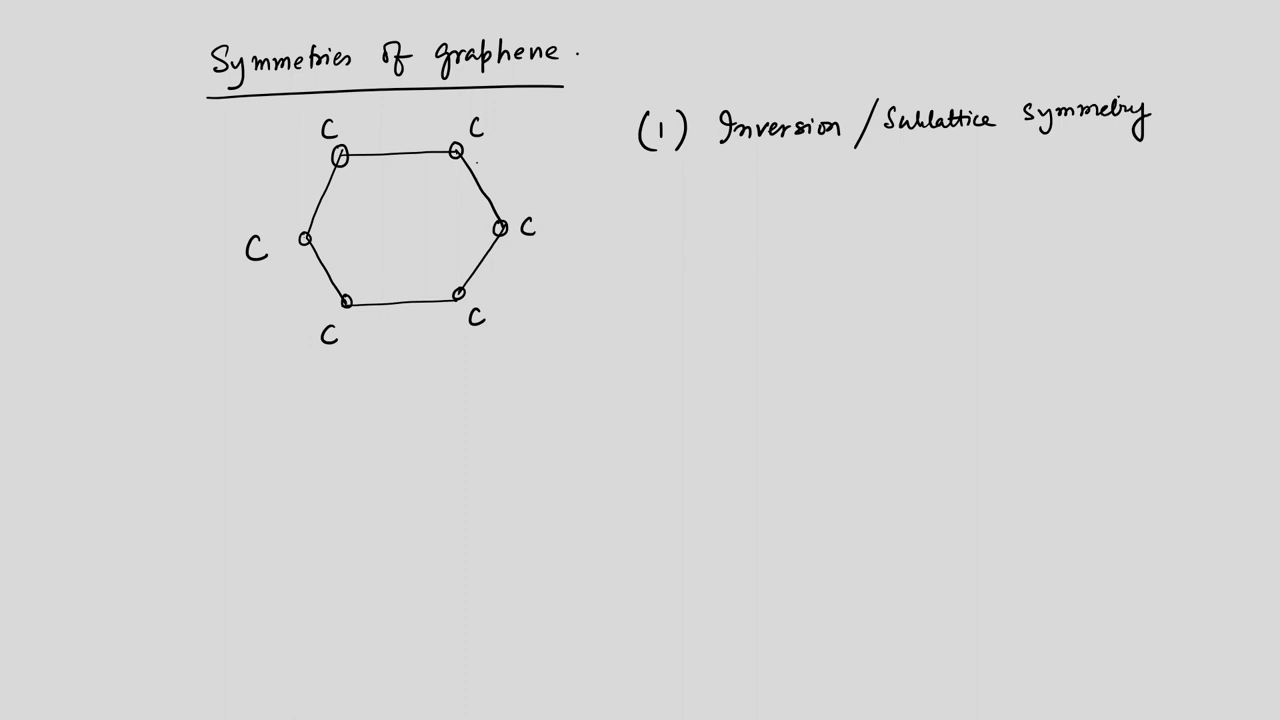 Symmetries of graphene.
(1) Inversion / Sublattice symmetry
C C
C C
C C